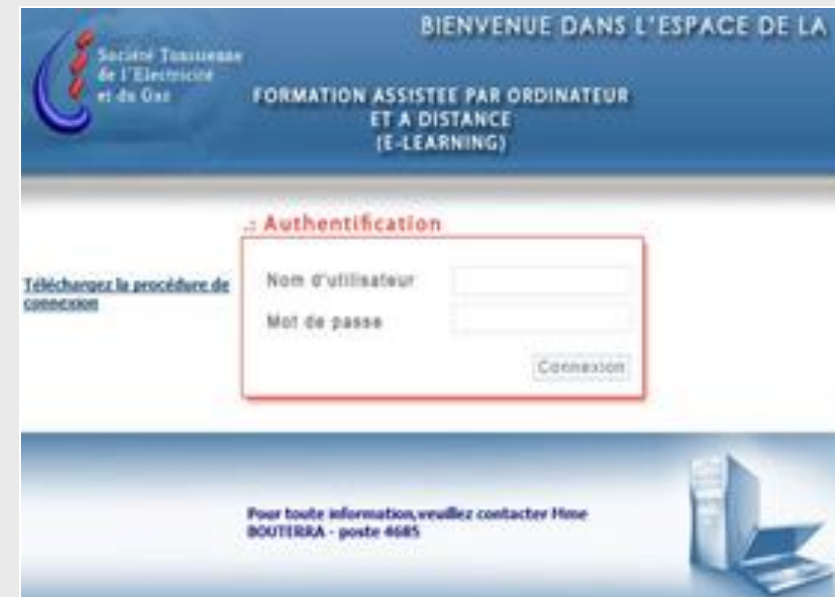 BIENVENUE DANS L'ESPACE DE LA
Société Tunisienne
de l'Electricité
et du Gaz
FORMATION ASSISTEE PAR ORDINATEUR
ET A DISTANCE
(E-LEARNING)
.: Authentification
Téléchargez la procédure de
connexion
Nom d'utilisateur
Mot de passe
Connexion
Pour toute information,veuillez contacter Mme
BOUTERRA - poste 4685